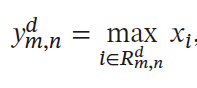 y^d_{m,n} = max_{i∈R^d_{m,n}} x_i,